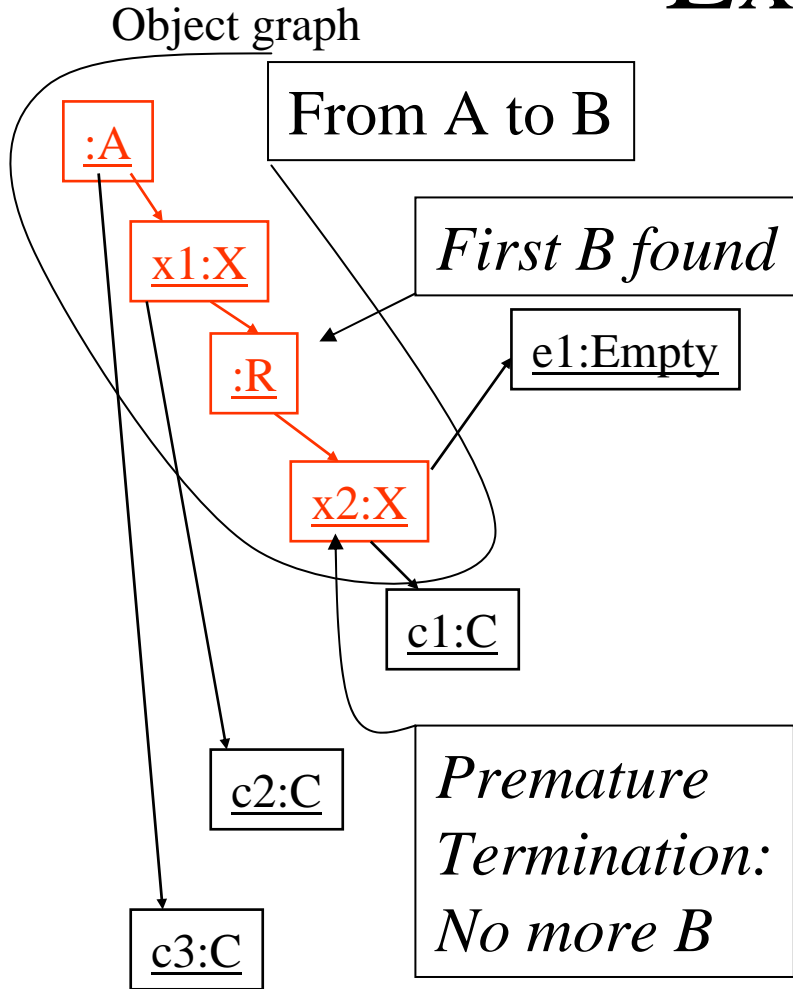 Object graph
From A to B
:A
x1:X
First B found
:R
e1:Empty
x2:X
c1:C
c2:C
Premature
Termination:
No more B
c3:C